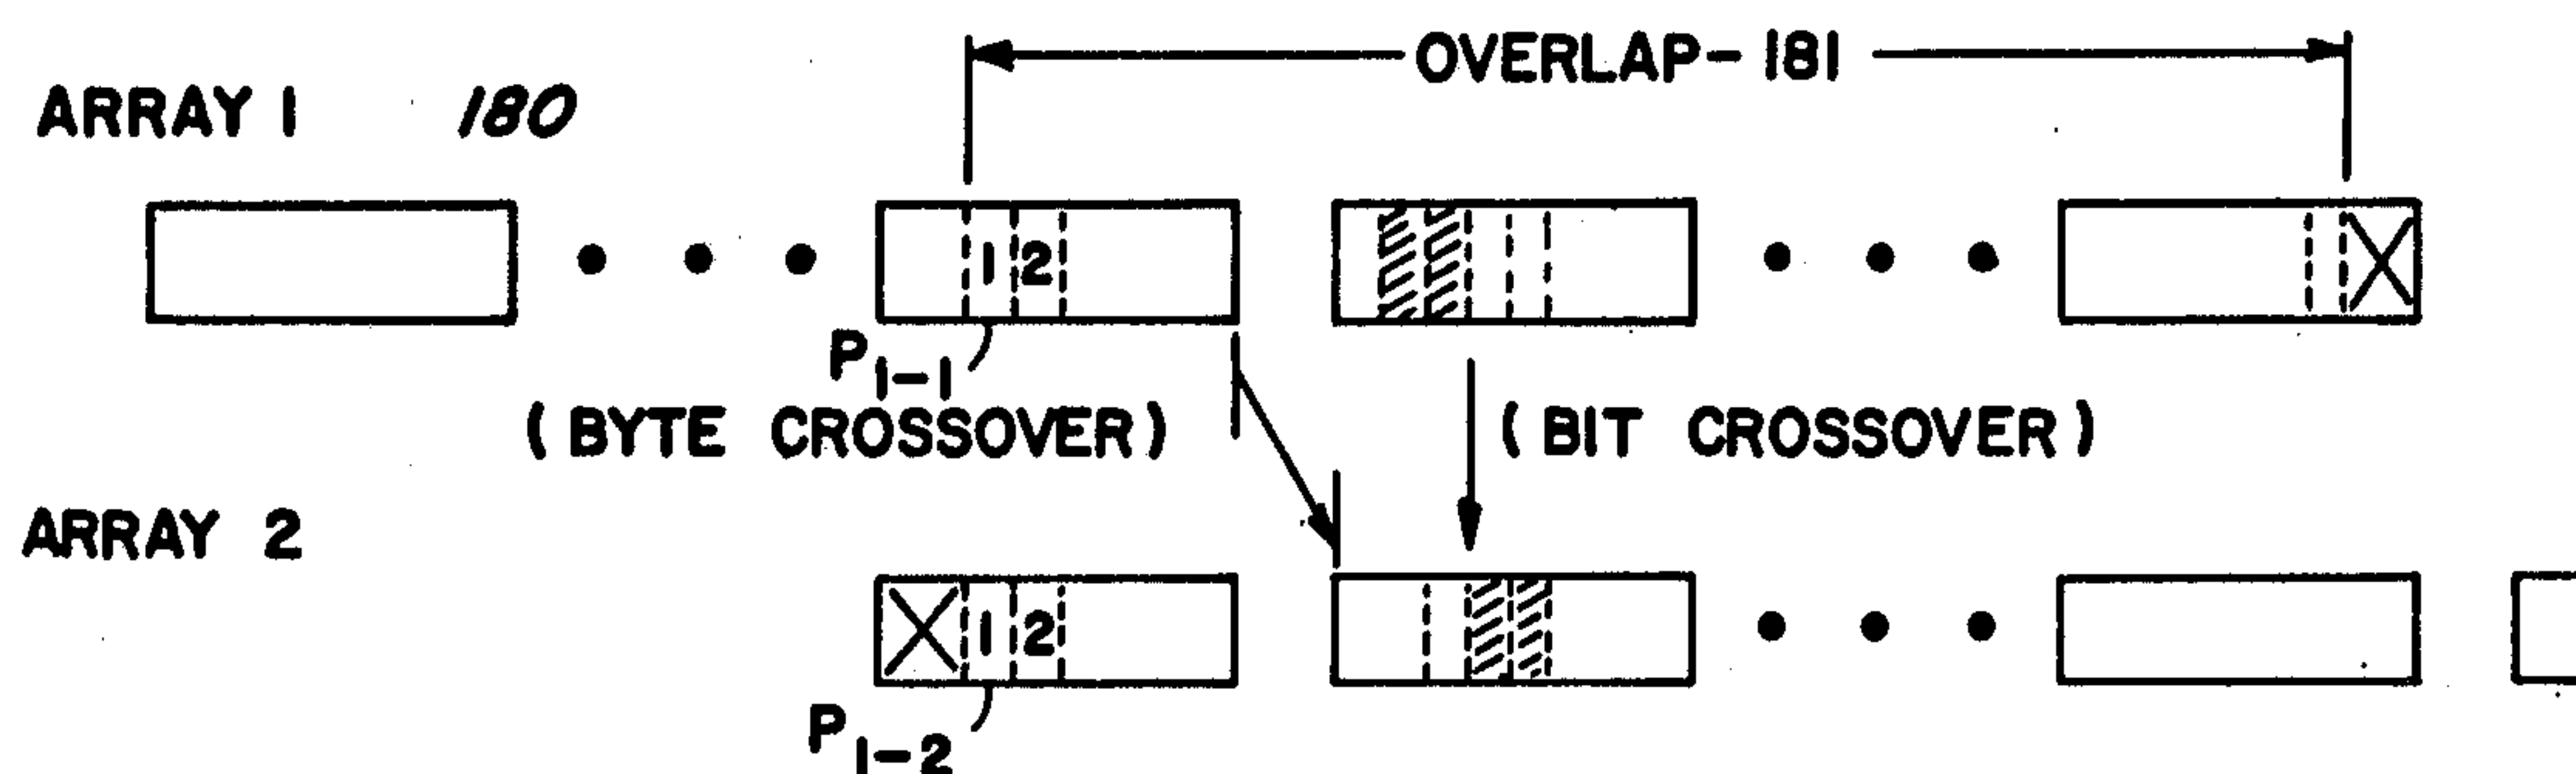 OVERLAP-181
ARRAY 1 180
1 2
P1-1
(BYTE CROSSOVER) (BIT CROSSOVER)
ARRAY 2
1 2
P1-2